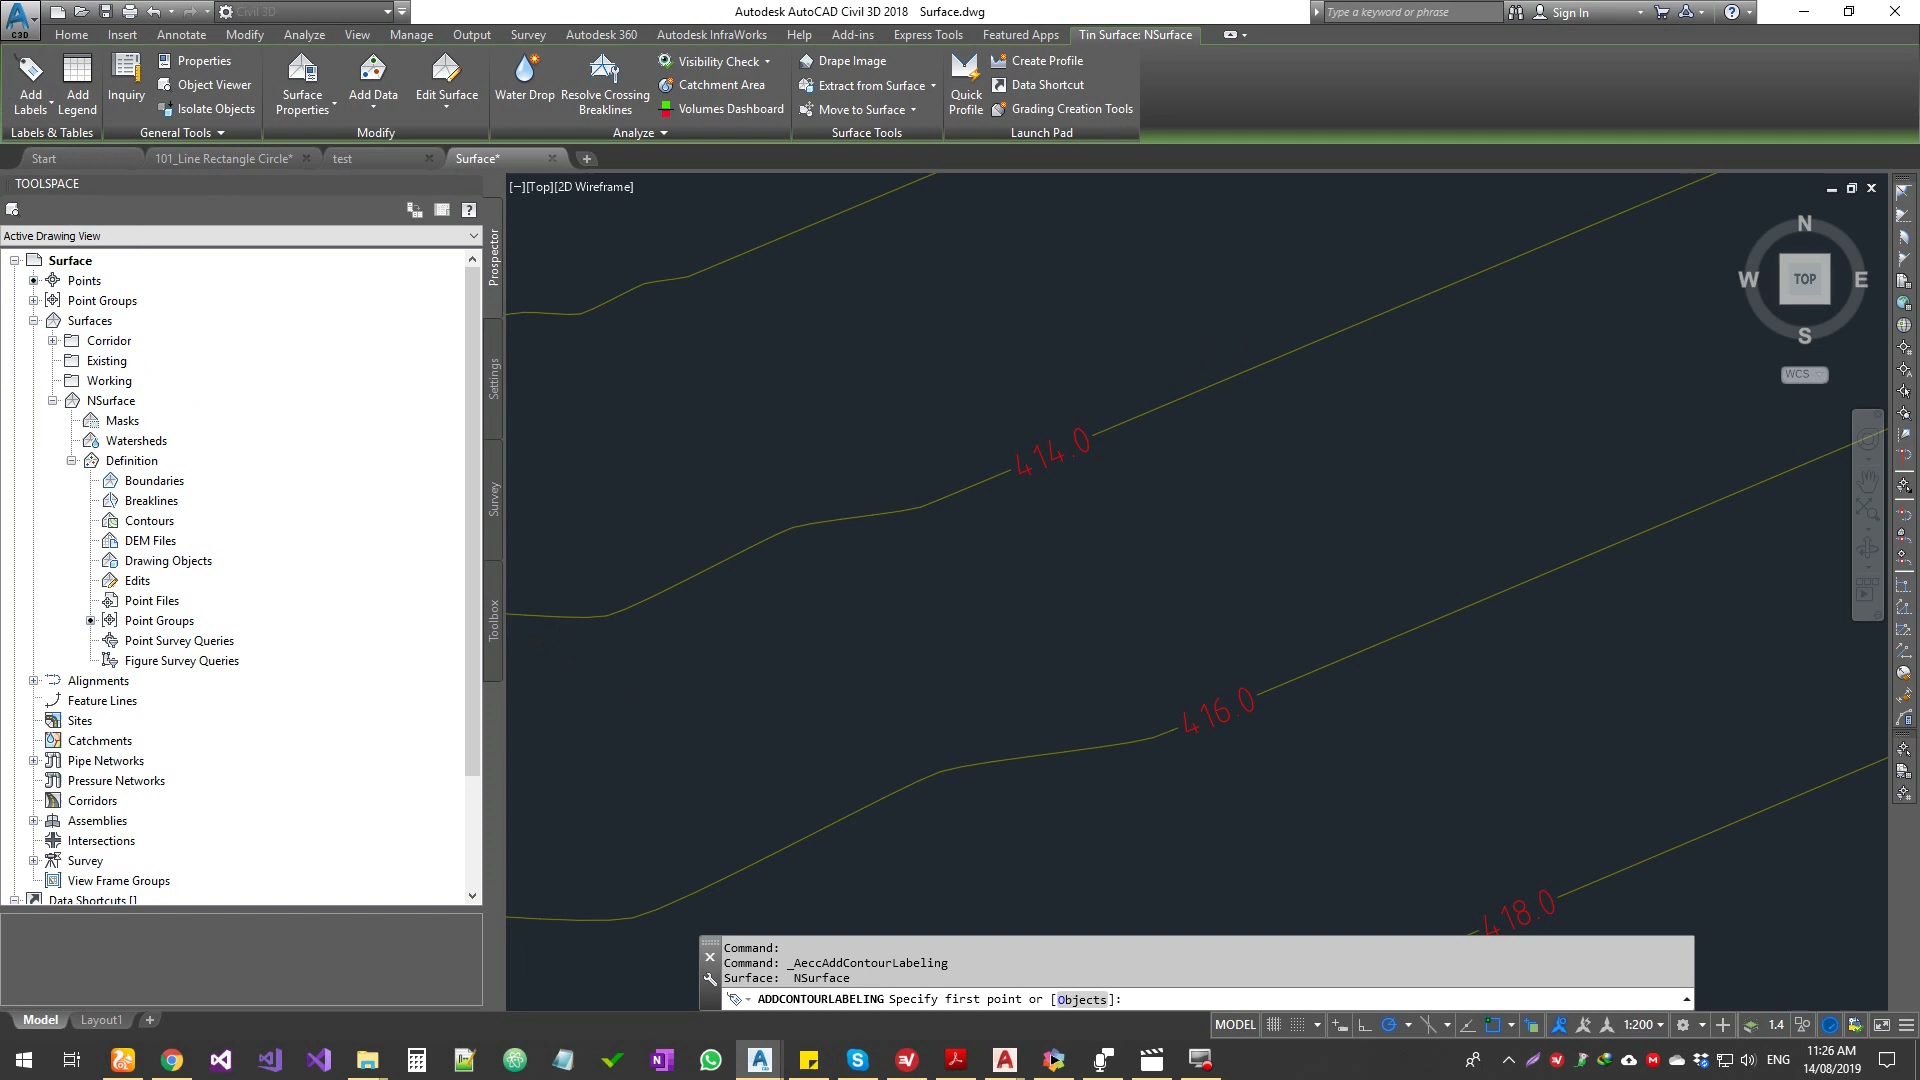 C3D
Civil 3D
Autodesk AutoCAD Civil 3D 2018 Surface.dwg
Type a keyword or phrase
Sign In
Home Insert Annotate Modify Analyze View Manage Output Survey Autodesk 360 Autodesk InfraWorks Help Add-ins Express Tools Featured Apps Tin Surface: NSurface
Add Labels
Add Legend
Labels & Tables
Inquiry
Properties
Object Viewer
Isolate Objects
General Tools
Surface Properties
Add Data
Edit Surface
Modify
Water Drop
Resolve Crossing Breaklines
Visibility Check
Catchment Area
Volumes Dashboard
Analyze
Drape Image
Extract from Surface
Move to Surface
Surface Tools
Quick Profile
Create Profile
Data Shortcut
Grading Creation Tools
Launch Pad
Start 101_Line Rectangle Circle* test Surface*
TOOLSPACE
Active Drawing View
Surface
Points
Point Groups
Surfaces
Corridor
Existing
Working
NSurface
Masks
Watersheds
Definition
Boundaries
Breaklines
Contours
DEM Files
Drawing Objects
Edits
Point Files
Point Groups
Point Survey Queries
Figure Survey Queries
Alignments
Feature Lines
Sites
Catchments
Pipe Networks
Pressure Networks
Corridors
Assemblies
Intersections
Survey
View Frame Groups
Data Shortcuts []
Prospector
Settings
Survey
Toolbox
[−][Top][2D Wireframe]
N
W TOP E
S
WCS
414.0
416.0
418.0
Command:
Command: _AeccAddContourLabeling
Surface: NSurface
ADDCONTOURLABELING Specify first point or [Objects]:
Model Layout1
MODEL 1:200 1.4
ENG
11:26 AM
14/08/2019